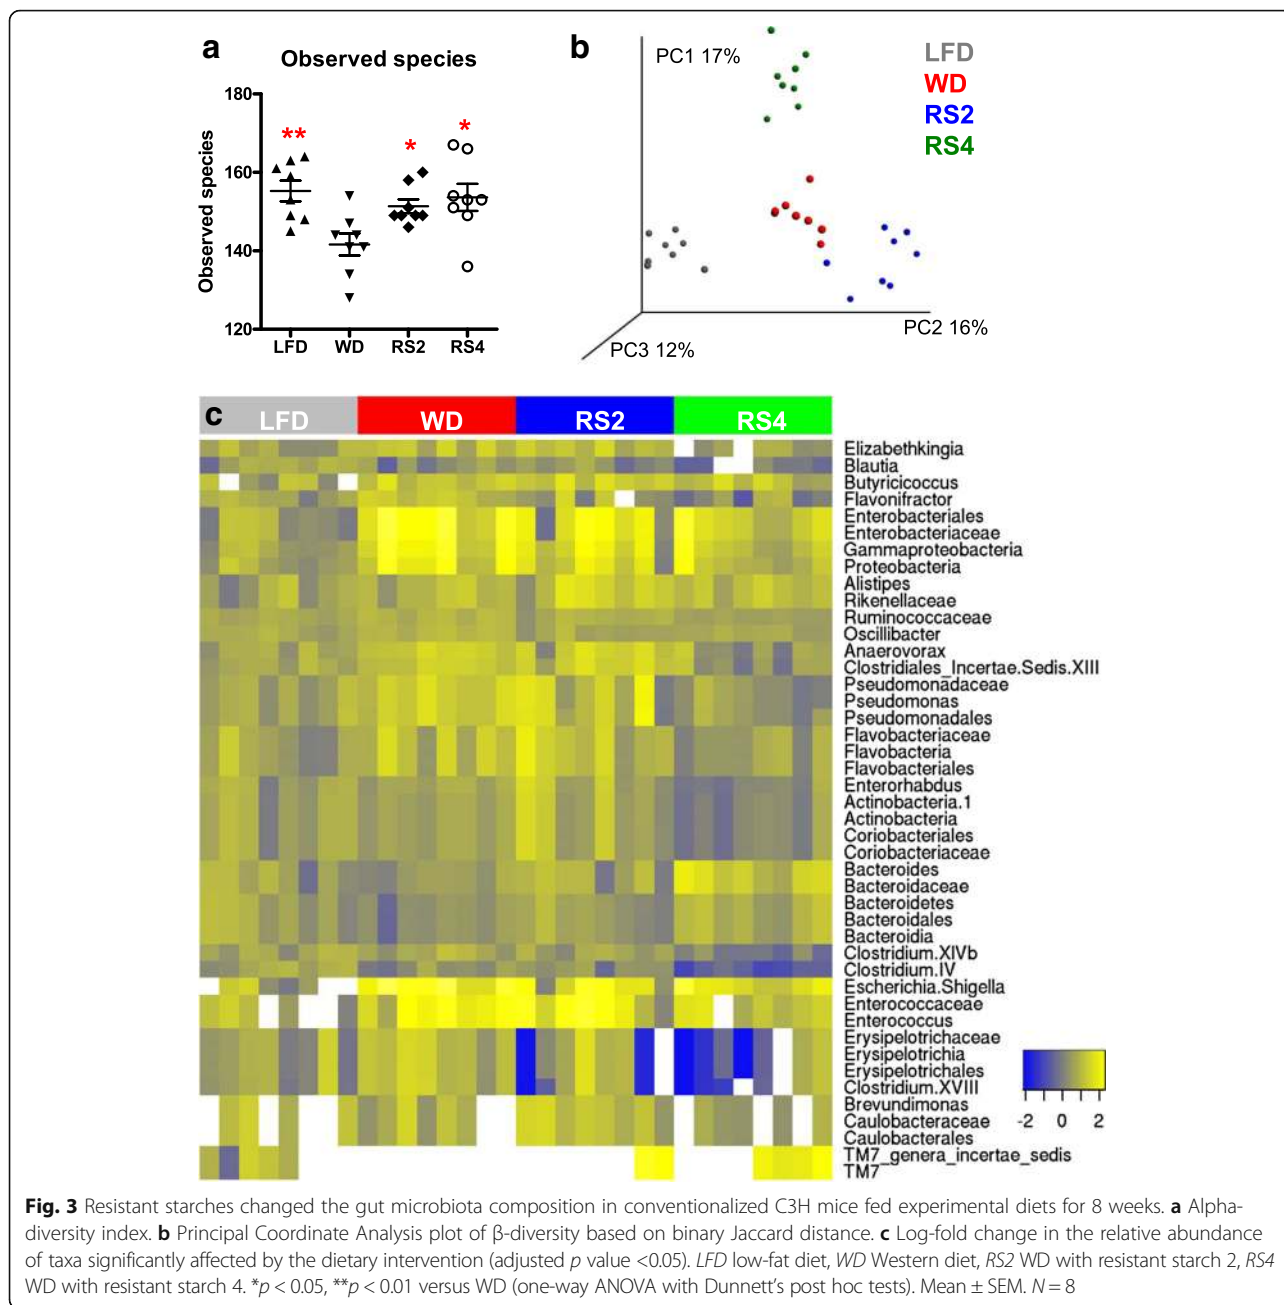 a
Observed species
Observed species
180
160
140
120
**
*
*
LFD WD RS2 RS4
b
PC1 17%
PC2 16%
PC3 12%
LFD
WD
RS2
RS4
c
LFD WD RS2 RS4
Elizabethkingia
Blautia
Butyricicoccus
Flavonifractor
Enterobacteriales
Enterobacteriaceae
Gammaproteobacteria
Proteobacteria
Alistipes
Rikenellaceae
Ruminococcaceae
Oscillibacter
Anaerovorax
Clostridiales_Incertae.Sedis.XIII
Pseudomonadaceae
Pseudomonas
Pseudomonadales
Flavobacteriaceae
Flavobacteria
Flavobacteriales
Enterorhabdus
Actinobacteria.1
Actinobacteria
Coriobacteriales
Coriobacteriaceae
Bacteroides
Bacteroidaceae
Bacteroidetes
Bacteroidales
Bacteroidia
Clostridium.XIVb
Clostridium.IV
Escherichia.Shigella
Enterococcaceae
Enterococcus
Erysipelotrichaceae
Erysipelotrichia
Erysipelotrichales
Clostridium.XVIII
Brevundimonas
Caulobacteraceae
Caulobacterales
TM7_genera_incertae_sedis
TM7
-2 0 2
Fig. 3 Resistant starches changed the gut microbiota composition in conventionalized C3H mice fed experimental diets for 8 weeks. a Alpha-
diversity index. b Principal Coordinate Analysis plot of β-diversity based on binary Jaccard distance. c Log-fold change in the relative abundance
of taxa significantly affected by the dietary intervention (adjusted p value <0.05). LFD low-fat diet, WD Western diet, RS2 WD with resistant starch 2, RS4
WD with resistant starch 4. *p < 0.05, **p < 0.01 versus WD (one-way ANOVA with Dunnett's post hoc tests). Mean ± SEM. N = 8